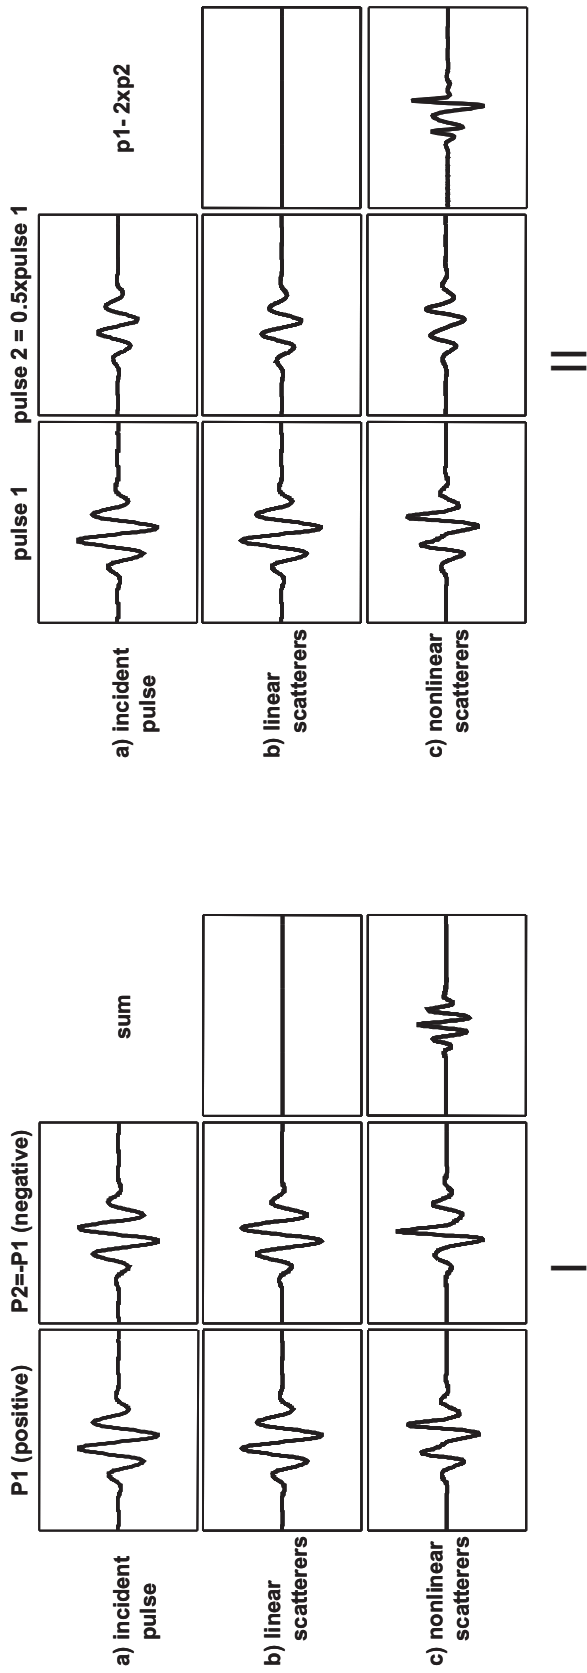 P1 (positive)
P2=-P1 (negative)
sum
a) incident
pulse
b) linear
scatterers
c) nonlinear
scatterers
I
pulse 1
pulse 2 = 0.5xpulse 1
p1- 2xp2
a) incident
pulse
b) linear
scatterers
c) nonlinear
scatterers
II